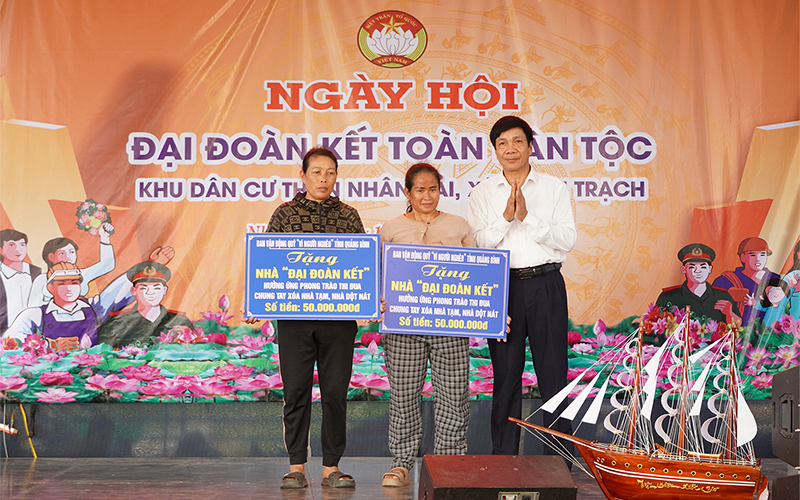 MẶT TRẬN TỔ QUỐC
VIỆT NAM
NGÀY HỘI
ĐẠI ĐOÀN KẾT TOÀN TỘC
KHU DÂN CƯ NHÂN TRẠCH
BAN VẬN ĐỘNG QUỸ "VÌ NGƯỜI NGHÈO" TỈNH QUẢNG BÌNH
Tặng
NHÀ "ĐẠI ĐOÀN KẾT"
HƯỞNG ỨNG PHONG TRÀO THI ĐUA
CHUNG TAY XÓA NHÀ TẠM, NHÀ DỘT NÁT
Số tiền: 50.000.000đ
BAN VẬN ĐỘNG QUỸ "VÌ NGƯỜI NGHÈO" TỈNH QUẢNG BÌNH
Tặng
NHÀ "ĐẠI ĐOÀN KẾT"
HƯỞNG ỨNG PHONG TRÀO THI ĐUA
CHUNG TAY XÓA NHÀ TẠM, NHÀ DỘT NÁT
Số tiền: 50.000.000đ